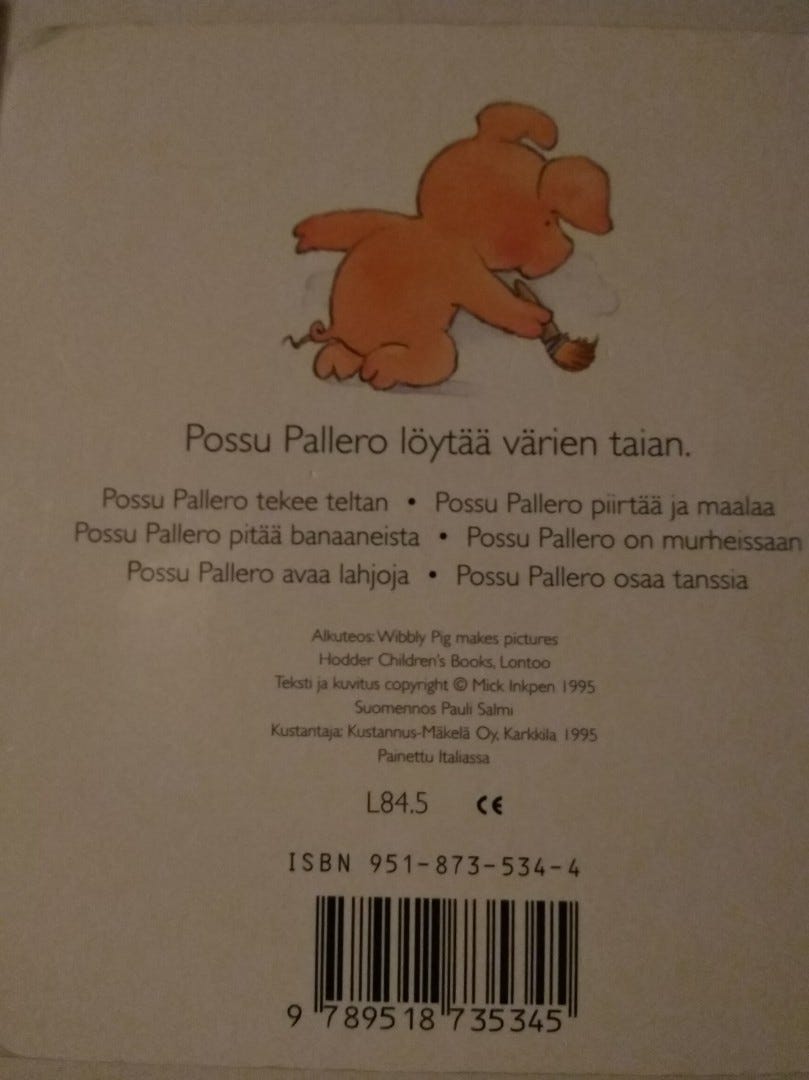 Possu Pallero löytää värien taian.
Possu Pallero tekee teltan • Possu Pallero piirtää ja maalaa
Possu Pallero pitää banaaneista • Possu Pallero on murheissaan
Possu Pallero avaa lahjoja • Possu Pallero osaa tanssia
Alkuteos: Wibbly Pig makes pictures
Hodder Children's Books, Lontoo
Teksti ja kuvitus copyright © Mick Inkpen 1995
Suomennos Pauli Salmi
Kustantaja: Kustannus-Mäkelä Oy, Karkkila 1995
Painettu Italiassa
L84.5 CE
ISBN 951-873-534-4
9 789518 735345